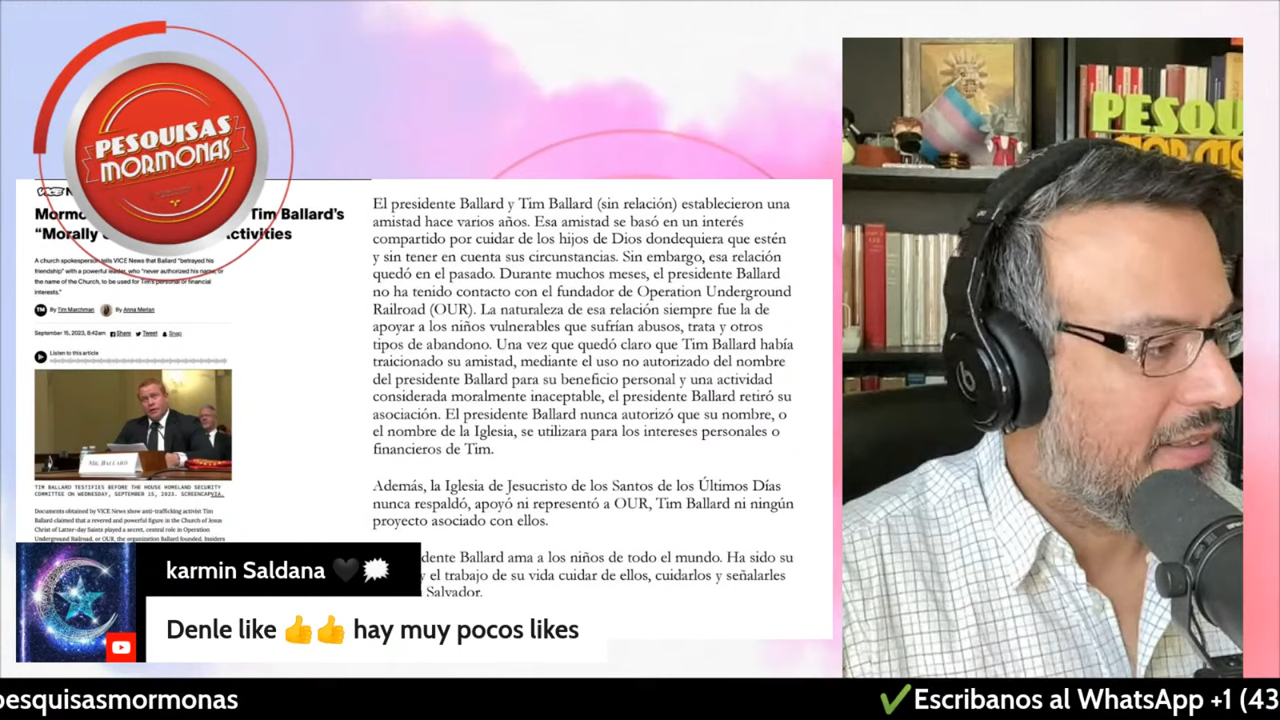 PESQUISAS
MORMONAS
VICE N
Mormo Tim Ballard's
“Morally ctivities
A church spokesperson tells VICE News that Ballard “betrayed his
friendship” with a powerful leader, who “never authorized his name, or
the name of the Church, to be used for Tim's personal or financial
interests.”
TM By Tim Marchman By Anna Merlan
September 15, 2023, 8:42am Share Tweet Snap
Listen to this article
MR. BALLARD
TIM BALLARD TESTIFIES BEFORE THE HOUSE HOMELAND SECURITY
COMMITTEE ON WEDNESDAY, SEPTEMBER 15, 2023. SCREENCAP VIA.
Documents obtained by VICE News show anti-trafficking activist Tim
Ballard claimed that a revered and powerful figure in the Church of Jesus
Christ of Latter-day Saints played a secret, central role in Operation
Underground Railroad, or OUR, the organization Ballard founded. Insiders
El presidente Ballard y Tim Ballard (sin relación) establecieron una
amistad hace varios años. Esa amistad se basó en un interés
compartido por cuidar de los hijos de Dios dondequiera que estén
y sin tener en cuenta sus circunstancias. Sin embargo, esa relación
quedó en el pasado. Durante muchos meses, el presidente Ballard
no ha tenido contacto con el fundador de Operation Underground
Railroad (OUR). La naturaleza de esa relación siempre fue la de
apoyar a los niños vulnerables que sufrían abusos, trata y otros
tipos de abandono. Una vez que quedó claro que Tim Ballard había
traicionado su amistad, mediante el uso no autorizado del nombre
del presidente Ballard para su beneficio personal y una actividad
considerada moralmente inaceptable, el presidente Ballard retiró su
asociación. El presidente Ballard nunca autorizó que su nombre, o
el nombre de la Iglesia, se utilizara para los intereses personales o
financieros de Tim.
Además, la Iglesia de Jesucristo de los Santos de los Últimos Días
nunca respaldó, apoyó ni representó a OUR, Tim Ballard ni ningún
proyecto asociado con ellos.
dente Ballard ama a los niños de todo el mundo. Ha sido su
y el trabajo de su vida cuidar de ellos, cuidarlos y señalarles
Salvador.
karmin Saldana 🖤🗯
Denle like 👍👍 hay muy pocos likes
PESQU
MORMO
pesquisasmormonas ✔Escribanos al WhatsApp +1 (43